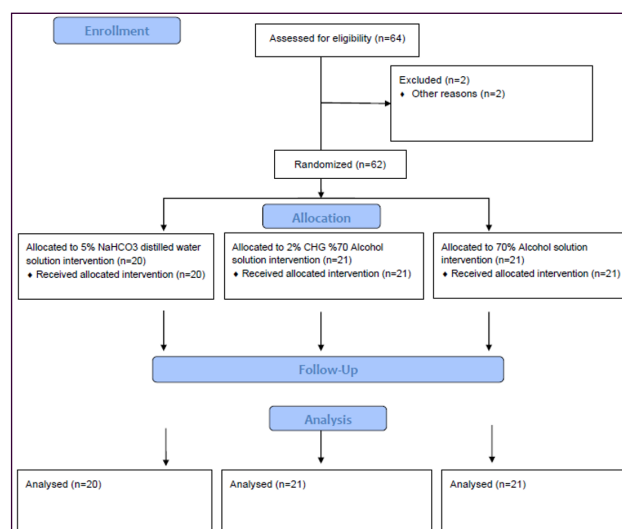 Enrollment
Assessed for eligibility (n=64)
Excluded (n=2)
♦ Other reasons (n=2)
Randomized (n=62)
Allocation
Allocated to 5% NaHCO3 distilled water
solution intervention (n=20)
♦ Received allocated intervention (n=20)
Allocated to 2% CHG %70 Alcohol
solution intervention (n=21)
♦ Received allocated intervention (n=21)
Allocated to 70% Alcohol solution
intervention (n=21)
♦ Received allocated intervention (n=21)
Follow-Up
Analysis
Analysed (n=20)
Analysed (n=21)
Analysed (n=21)